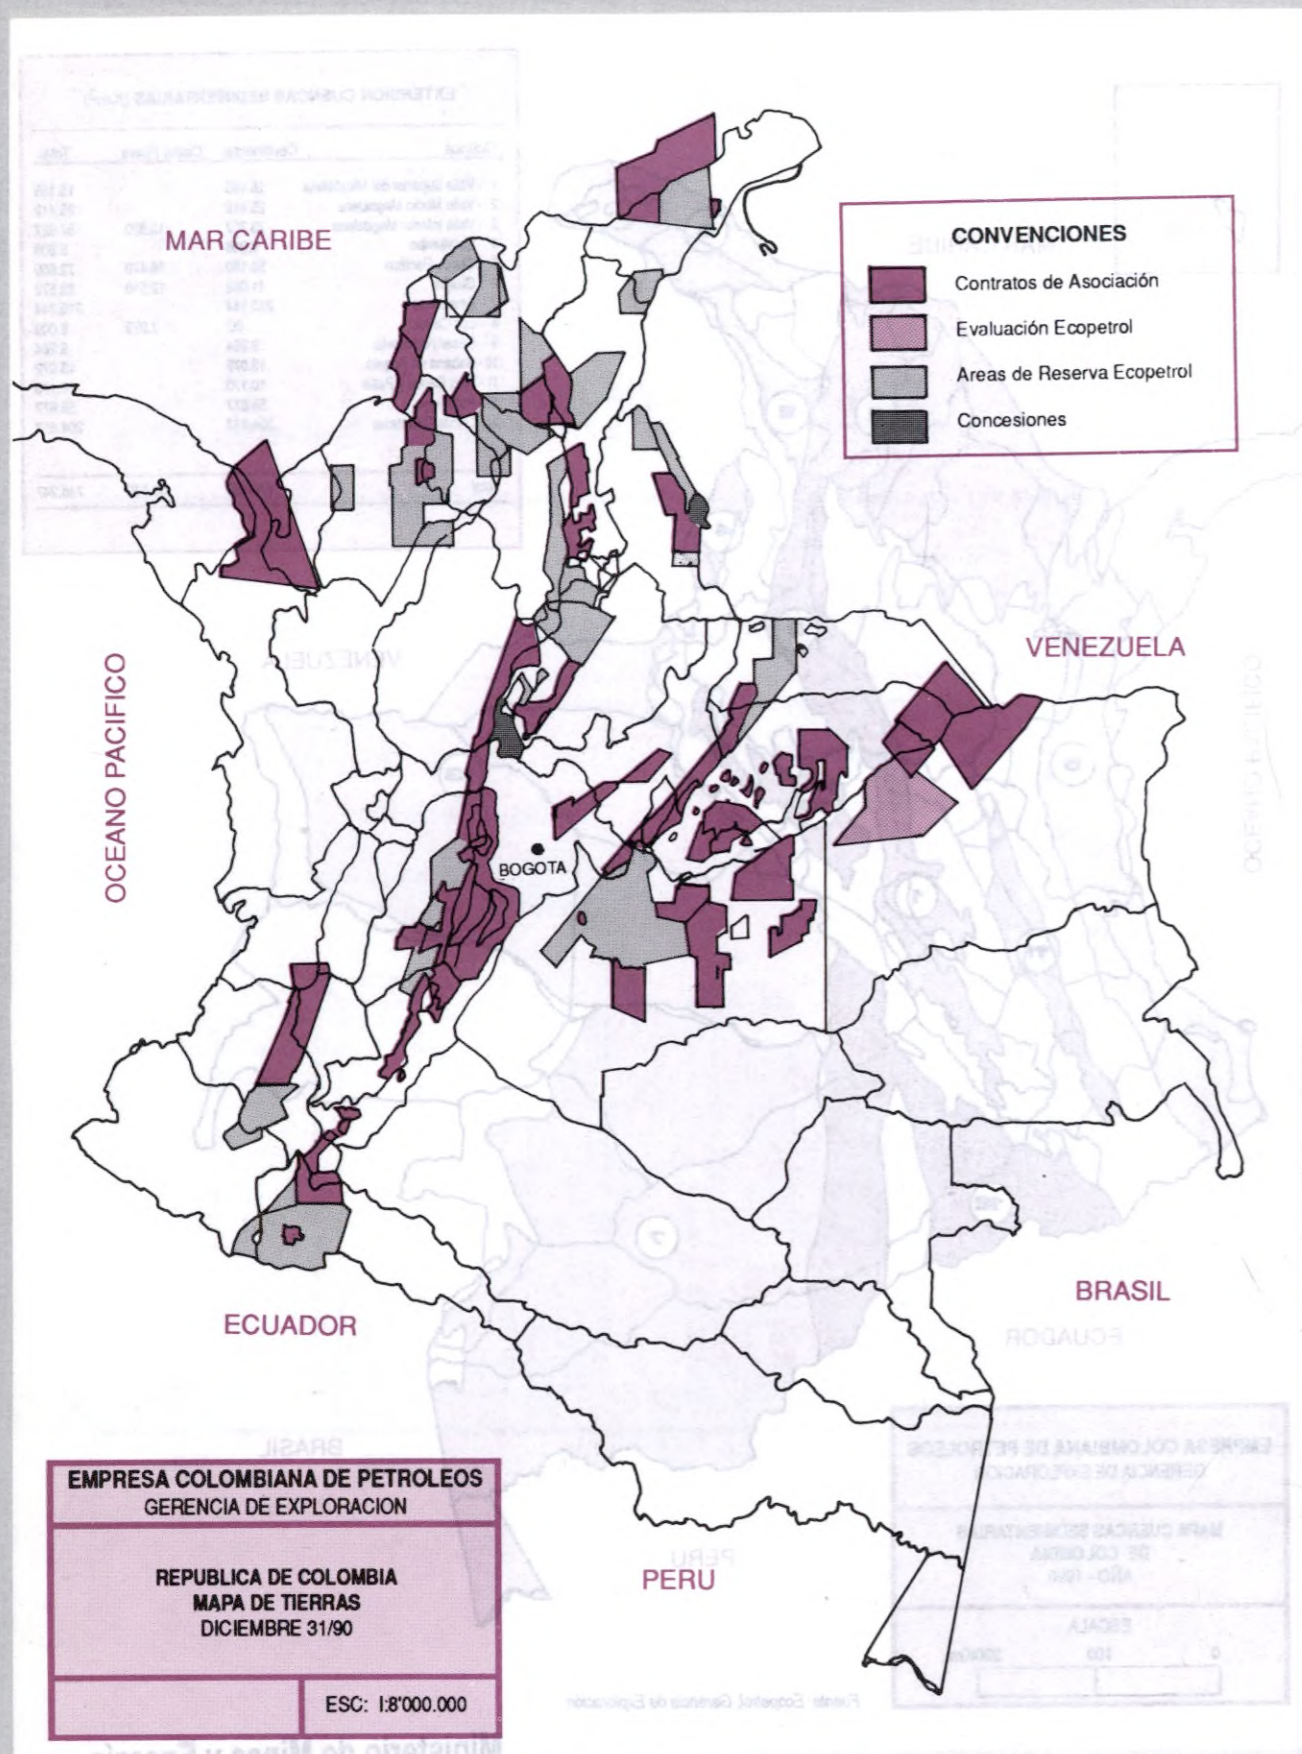 MAR CARIBE
CONVENCIONES
Contratos de Asociación
Evaluación Ecopetrol
Areas de Reserva Ecopetrol
Concesiones
VENEZUELA
OCEANO PACIFICO
BOGOTA
BRASIL
ECUADOR
PERU
EMPRESA COLOMBIANA DE PETROLEOS
GERENCIA DE EXPLORACION
REPUBLICA DE COLOMBIA
MAPA DE TIERRAS
DICIEMBRE 31/90
ESC: I:8'000.000